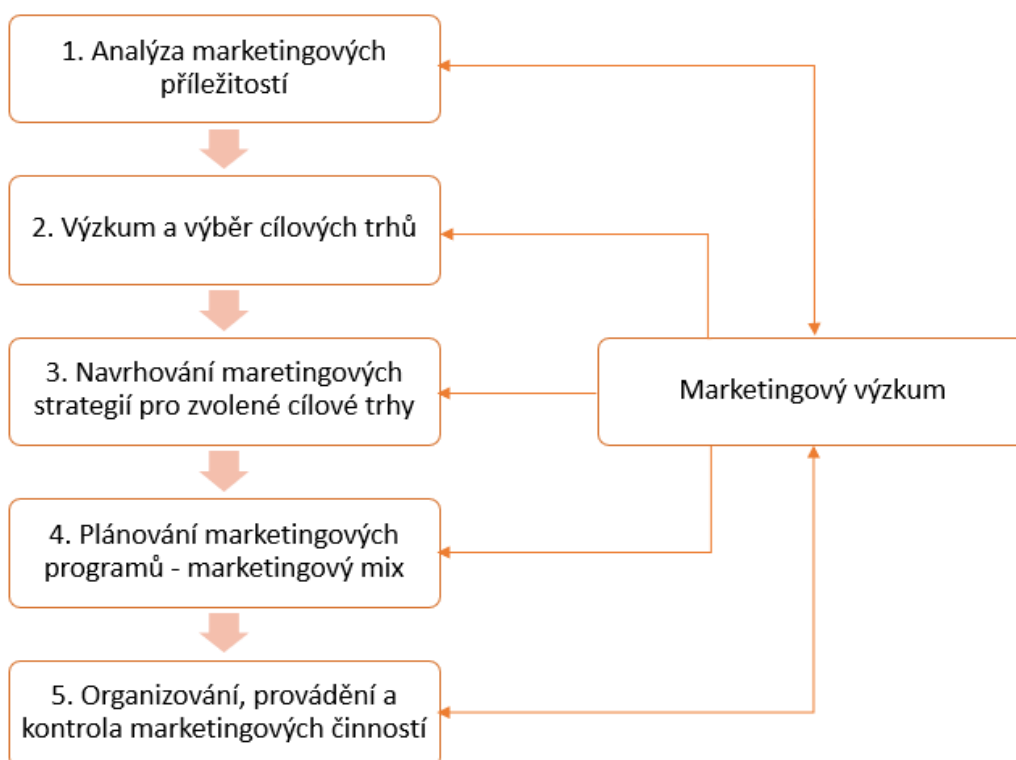 1. Analýza marketingových
příležitostí
2. Výzkum a výběr cílových trhů
3. Navrhování maretingových
strategií pro zvolené cílové trhy
Marketingový výzkum
4. Plánování marketingových
programů - marketingový mix
5. Organizování, provádění a
kontrola marketingových činností